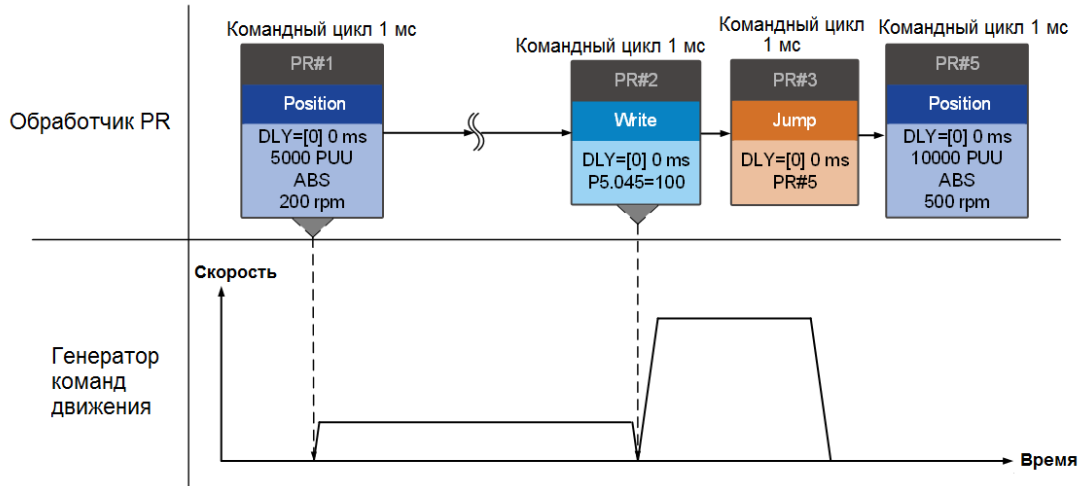 Командный цикл 1 мс
Командный цикл 1 мс
Командный цикл
1 мс
Командный цикл 1 мс
Обработчик PR
PR#1
Position
DLY=[0] 0 ms
5000 PUU
ABS
200 rpm
PR#2
Write
DLY=[0] 0 ms
P5.045=100
PR#3
Jump
DLY=[0] 0 ms
PR#5
PR#5
Position
DLY=[0] 0 ms
10000 PUU
ABS
500 rpm
Скорость
Генератор
команд
движения
Время